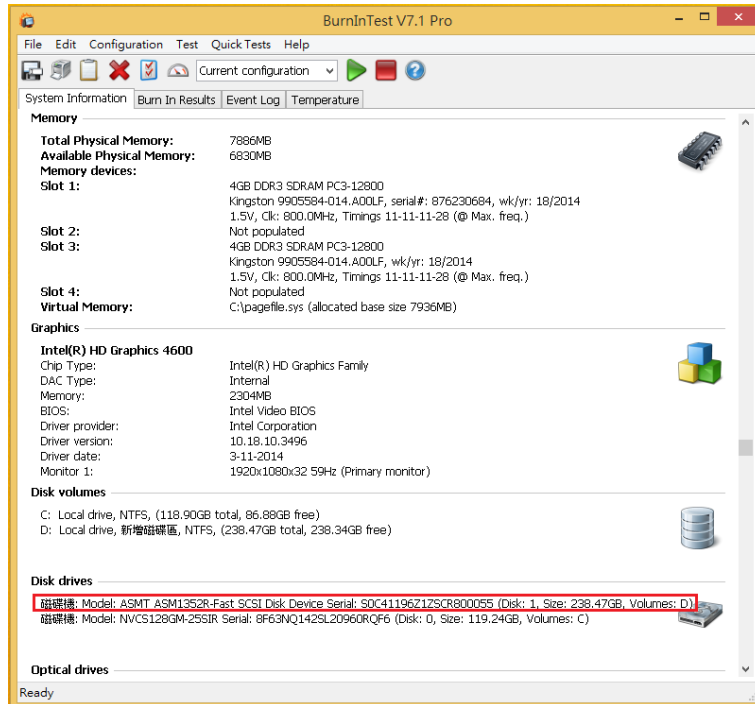 BurnInTest V7.1 Pro
File Edit Configuration Test Quick Tests Help
Current configuration
System Information Burn In Results Event Log Temperature
Memory
Total Physical Memory: 7886MB
Available Physical Memory: 6830MB
Memory devices:
Slot 1: 4GB DDR3 SDRAM PC3-12800
Kingston 9905584-014.A00LF, serial#: 876230684, wk/yr: 18/2014
1.5V, Clk: 800.0MHz, Timings 11-11-11-28 (@ Max. freq.)
Slot 2: Not populated
Slot 3: 4GB DDR3 SDRAM PC3-12800
Kingston 9905584-014.A00LF, wk/yr: 18/2014
1.5V, Clk: 800.0MHz, Timings 11-11-11-28 (@ Max. freq.)
Slot 4: Not populated
Virtual Memory: C:\pagefile.sys (allocated base size 7936MB)
Graphics
Intel(R) HD Graphics 4600
Chip Type: Intel(R) HD Graphics Family
DAC Type: Internal
Memory: 2304MB
BIOS: Intel Video BIOS
Driver provider: Intel Corporation
Driver version: 10.18.10.3496
Driver date: 3-11-2014
Monitor 1: 1920x1080x32 59Hz (Primary monitor)
Disk volumes
C: Local drive, NTFS, (118.90GB total, 86.88GB free)
D: Local drive, 新增磁碟區, NTFS, (238.47GB total, 238.34GB free)
Disk drives
磁碟機: Model: ASMT ASM1352R-Fast SCSI Disk Device Serial: S0C41196Z1ZSCR800055 (Disk: 1, Size: 238.47GB, Volumes: D)
磁碟機: Model: NVCS128GM-25SIR Serial: 8F63NQ142SL20960RQF6 (Disk: 0, Size: 119.24GB, Volumes: C)
Optical drives
Ready